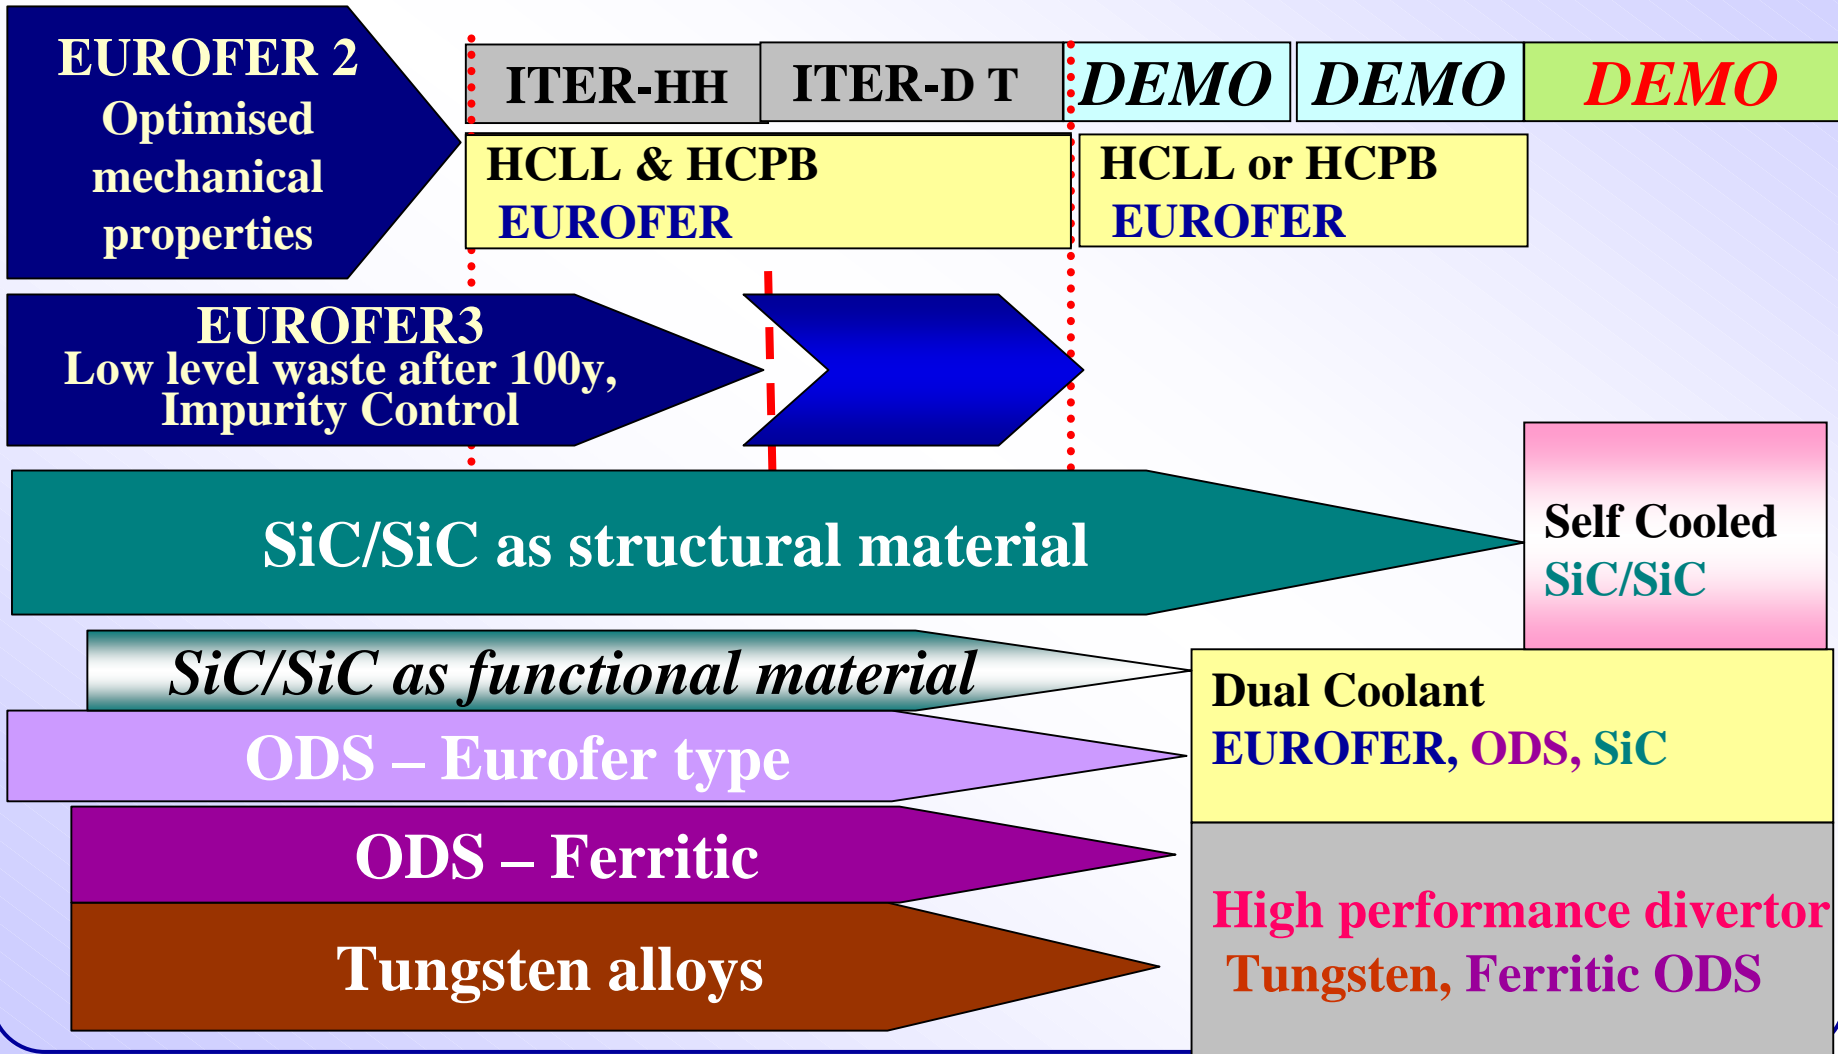 EUROFER 2
Optimised
mechanical
properties
ITER-HH
ITER-D T
DEMO
DEMO
DEMO
HCLL & HCPB
EUROFER
HCLL or HCPB
EUROFER
EUROFER3
Low level waste after 100y,
Impurity Control
SiC/SiC as structural material
Self Cooled
SiC/SiC
SiC/SiC as functional material
ODS – Eurofer type
Dual Coolant
EUROFER, ODS, SiC
ODS – Ferritic
Tungsten alloys
High performance divertor
Tungsten, Ferritic ODS